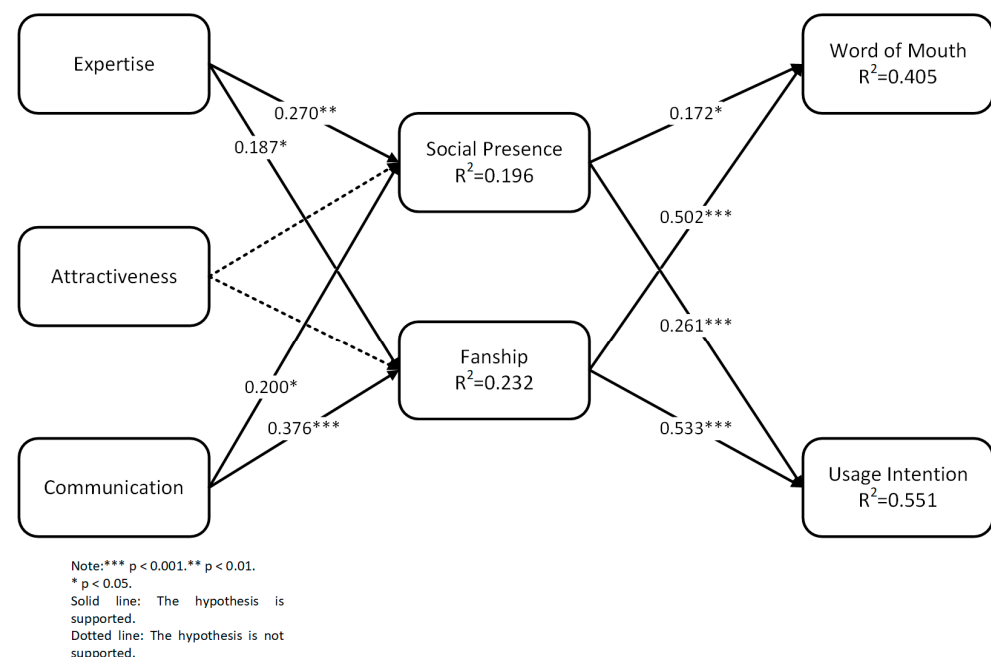 Expertise
Word of Mouth
R²=0.405
0.270**
0.172*
0.187*
Social Presence
R²=0.196
0.502***
Attractiveness
0.261***
Fanship
R²=0.232
0.200*
0.376***
0.533***
Communication
Usage Intention
R²=0.551
Note:*** p < 0.001.** p < 0.01.
* p < 0.05.
Solid line: The hypothesis is
supported.
Dotted line: The hypothesis is not
supported.